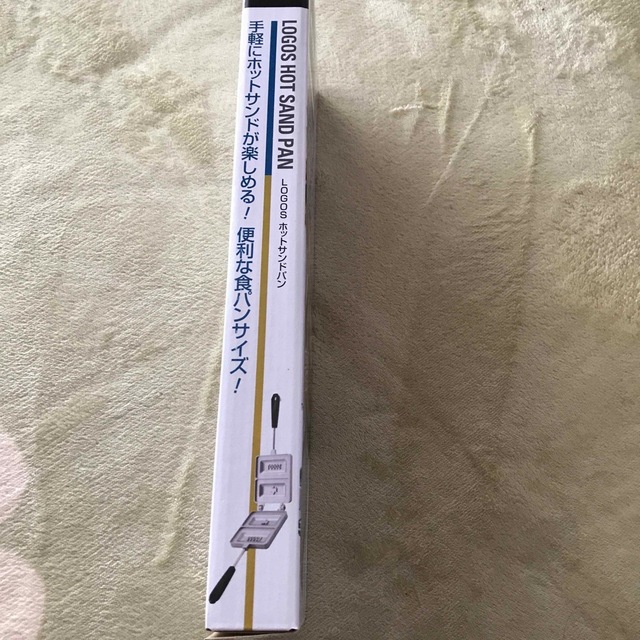 LOGOS HOT SAND PAN
LOGOS ホットサンドパン
手軽にホットサンドが楽しめる！ 便利な食パンサイズ！